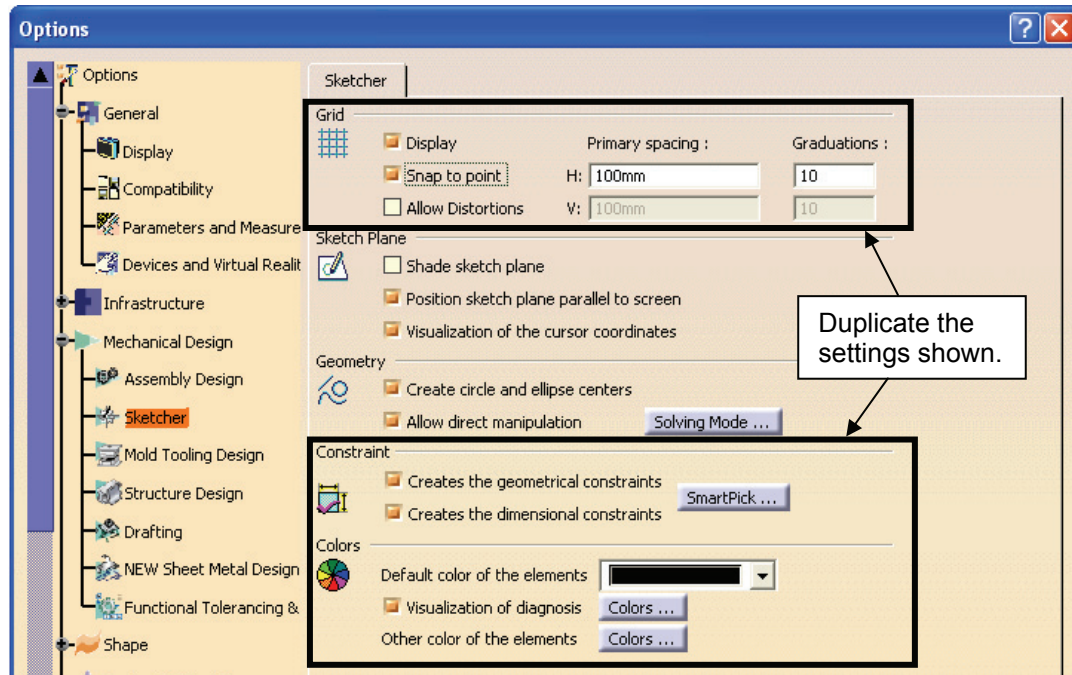 Options
Options
General
Display
Compatibility
Parameters and Measure
Devices and Virtual Realit
Infrastructure
Mechanical Design
Assembly Design
Sketcher
Mold Tooling Design
Structure Design
Drafting
NEW Sheet Metal Design
Functional Tolerancing &
Shape
Sketcher
Grid
Display Primary spacing : Graduations :
Snap to point H: 100mm 10
Allow Distortions V: 100mm 10
Sketch Plane
Shade sketch plane
Position sketch plane parallel to screen
Visualization of the cursor coordinates
Geometry
Create circle and ellipse centers
Allow direct manipulation Solving Mode ...
Constraint
Creates the geometrical constraints
SmartPick ...
Creates the dimensional constraints
Colors
Default color of the elements
Visualization of diagnosis Colors ...
Other color of the elements Colors ...
Duplicate the
settings shown.